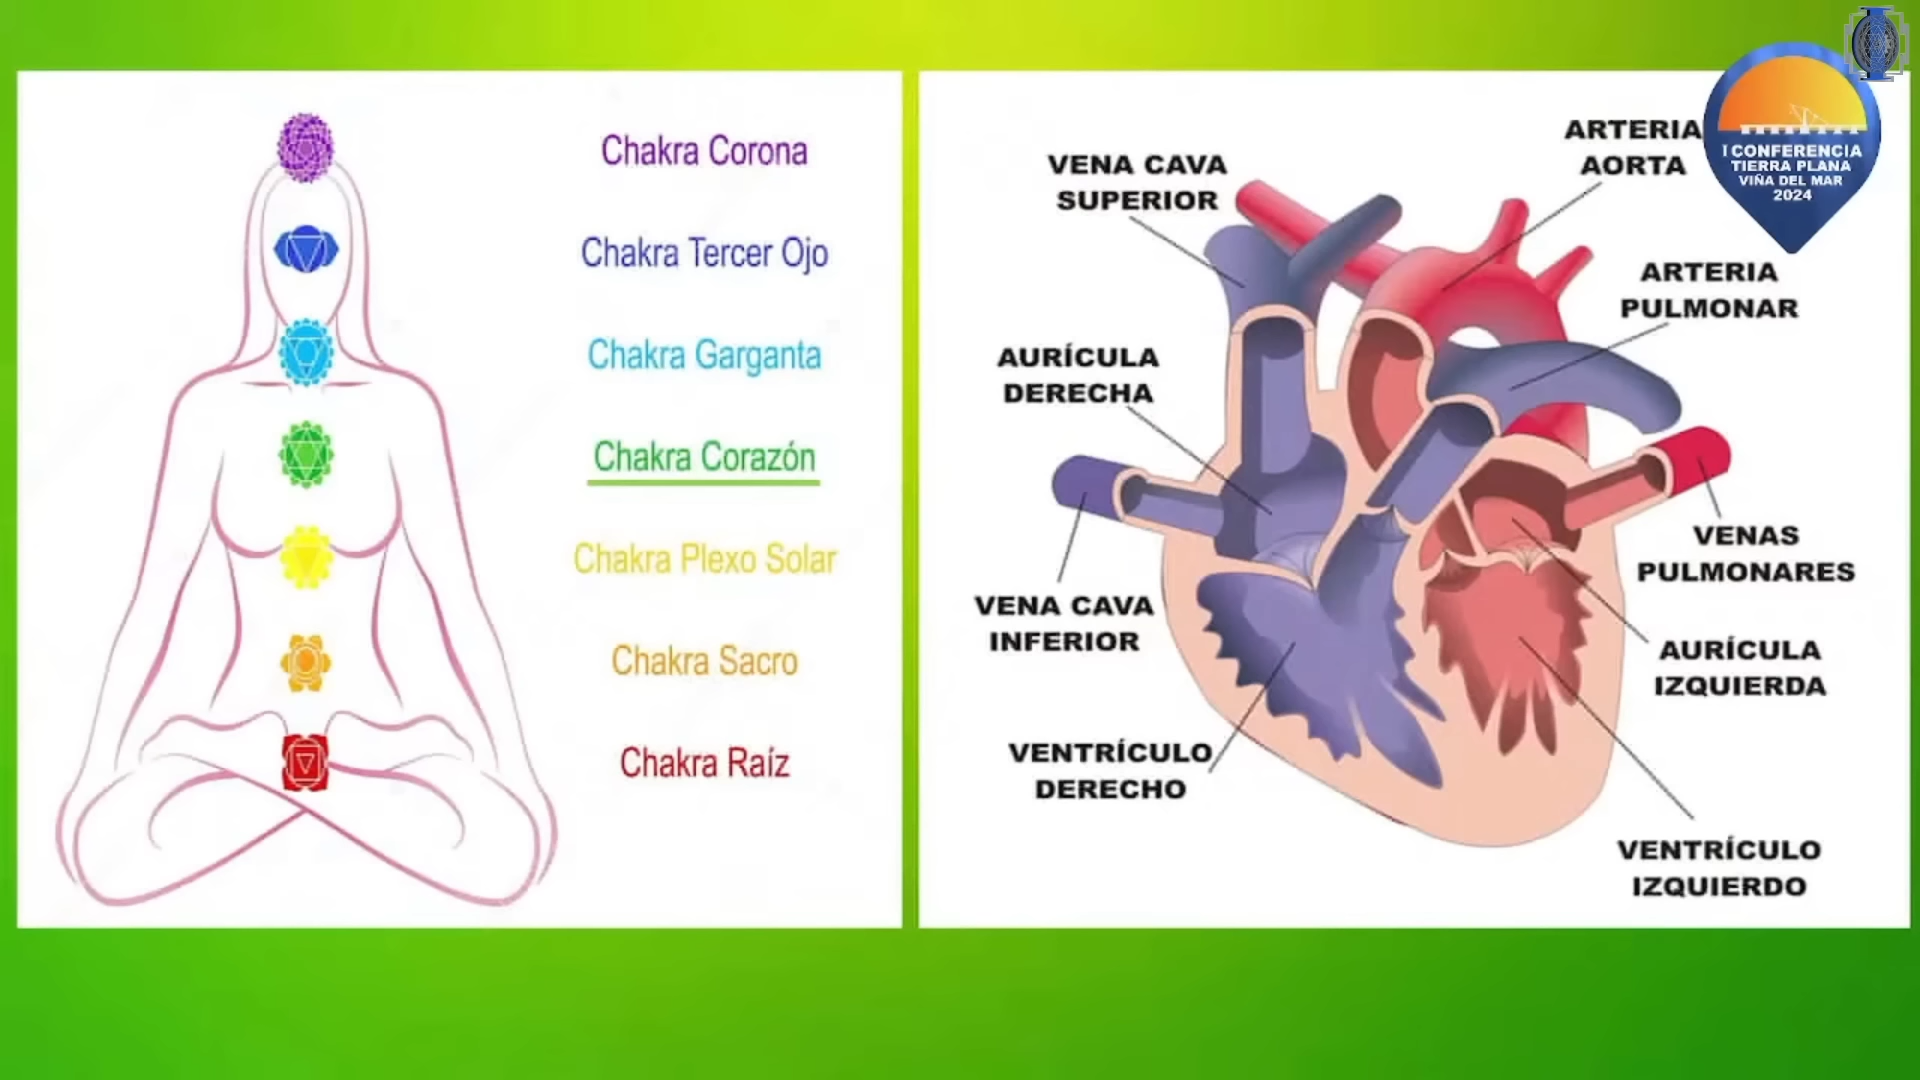 Chakra Corona
Chakra Tercer Ojo
Chakra Garganta
Chakra Corazón
Chakra Plexo Solar
Chakra Sacro
Chakra Raíz
VENA CAVA
SUPERIOR
ARTERIA
AORTA
ARTERIA
PULMONAR
AURÍCULA
DERECHA
VENAS
PULMONARES
VENA CAVA
INFERIOR
AURÍCULA
IZQUIERDA
VENTRÍCULO
DERECHO
VENTRÍCULO
IZQUIERDO
I CONFERENCIA
TIERRA PLANA
VIÑA DEL MAR
2024